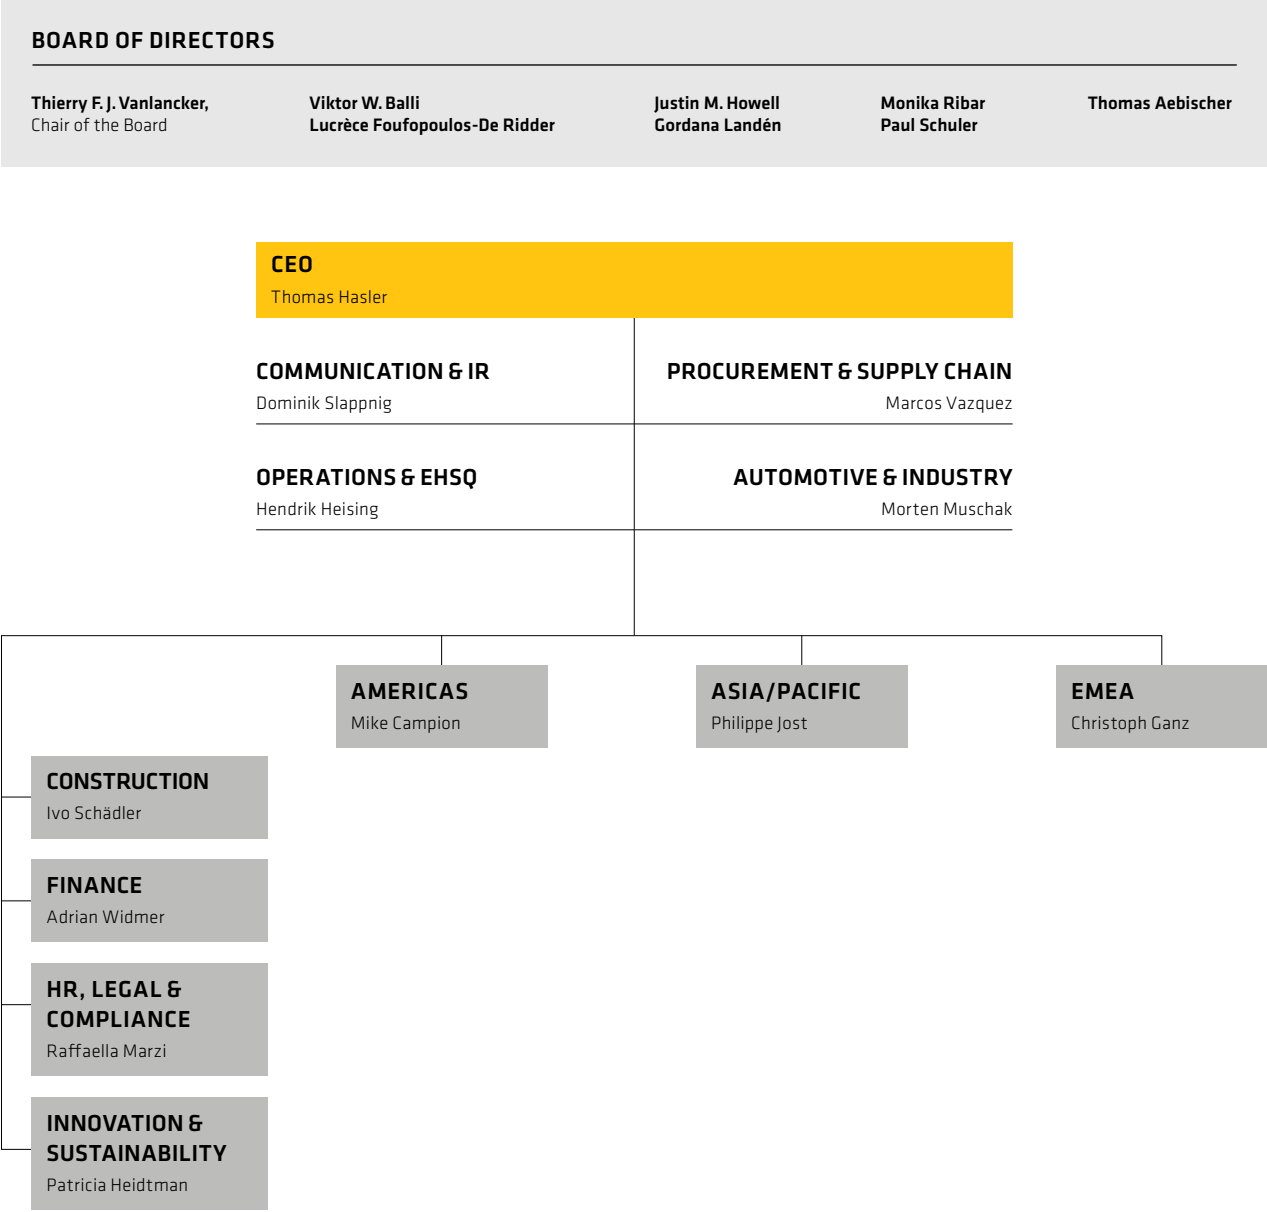 BOARD OF DIRECTORS
Thierry F. J. Vanlancker,
Chair of the Board
Viktor W. Balli
Lucrèce Foufopoulos-De Ridder
Justin M. Howell
Gordana Landén
Monika Ribar
Paul Schuler
Thomas Aebischer
CEO
Thomas Hasler
COMMUNICATION & IR
Dominik Slappnig
PROCUREMENT & SUPPLY CHAIN
Marcos Vazquez
OPERATIONS & EHSQ
Hendrik Heising
AUTOMOTIVE & INDUSTRY
Morten Muschak
AMERICAS
Mike Campion
ASIA/PACIFIC
Philippe Jost
EMEA
Christoph Ganz
CONSTRUCTION
Ivo Schädler
FINANCE
Adrian Widmer
HR, LEGAL &
COMPLIANCE
Raffaella Marzi
INNOVATION &
SUSTAINABILITY
Patricia Heidtman